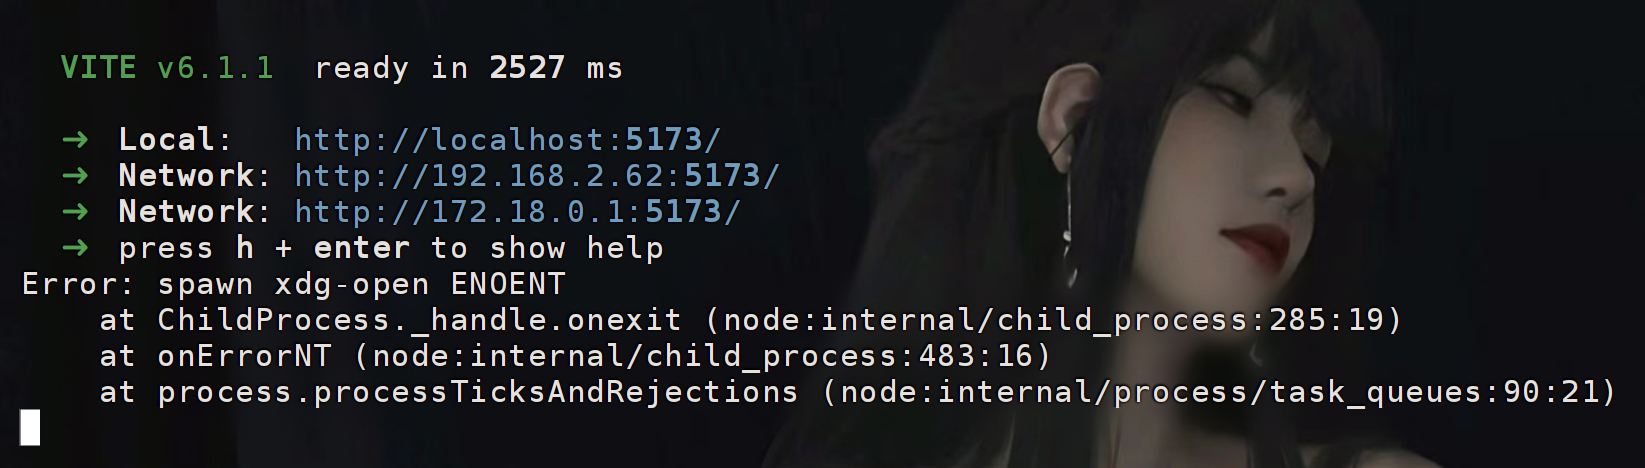 VITE v6.1.1  ready in 2527 ms
➜  Local:   http://localhost:5173/
➜  Network: http://192.168.2.62:5173/
➜  Network: http://172.18.0.1:5173/
➜  press h + enter to show help
Error: spawn xdg-open ENOENT
    at ChildProcess._handle.onexit (node:internal/child_process:285:19)
    at onErrorNT (node:internal/child_process:483:16)
    at process.processTicksAndRejections (node:internal/process/task_queues:90:21)